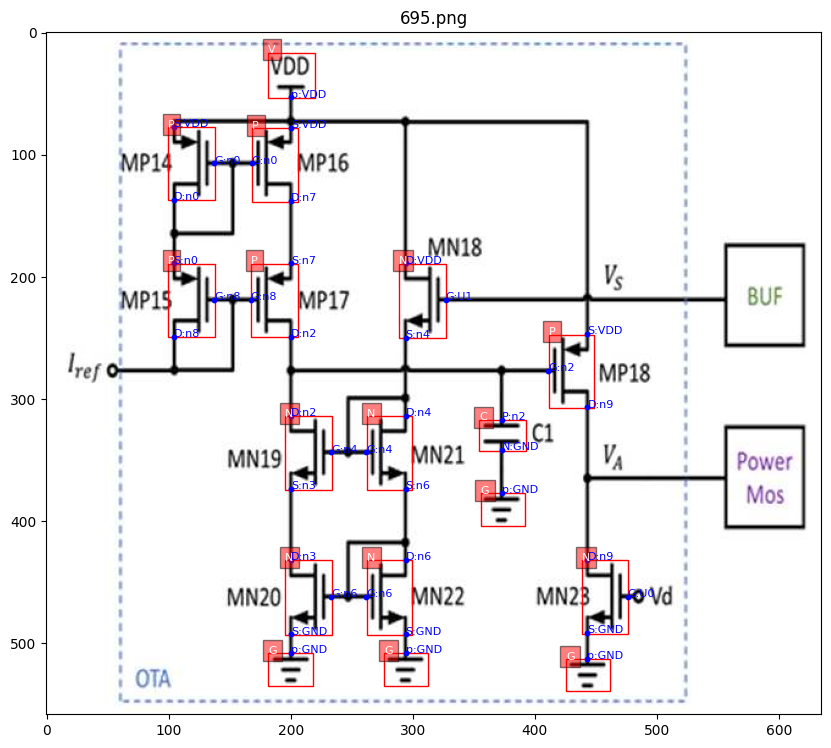 695.png
V
VDD
p:VDD
P
S:VDD
P
S:VDD
MP14
G:n0
G:n0
MP16
D:n0
D:n7
MN18
P
S:n0
P
S:n7
N
D:VDD
V_S
BUF
MP15
G:n8
G:n8
MP17
G:U1
D:n8
D:n2
S:n4
P
S:VDD
I_ref
G:n2
MP18
N
D:n2
N
D:n4
C
P:n2
D:n9
C1
MN19
G:n4
G:n4
MN21
N:GND
V_A
Power
Mos
S:n3
S:n6
G
p:GND
N
D:n3
N
D:n6
N
D:n9
MN20
G:n6
G:n6
MN22
MN23
G:U0
Vd
S:GND
S:GND
S:GND
G
p:GND
G
p:GND
G
p:GND
OTA
0
100
200
300
400
500
0
100
200
300
400
500
600